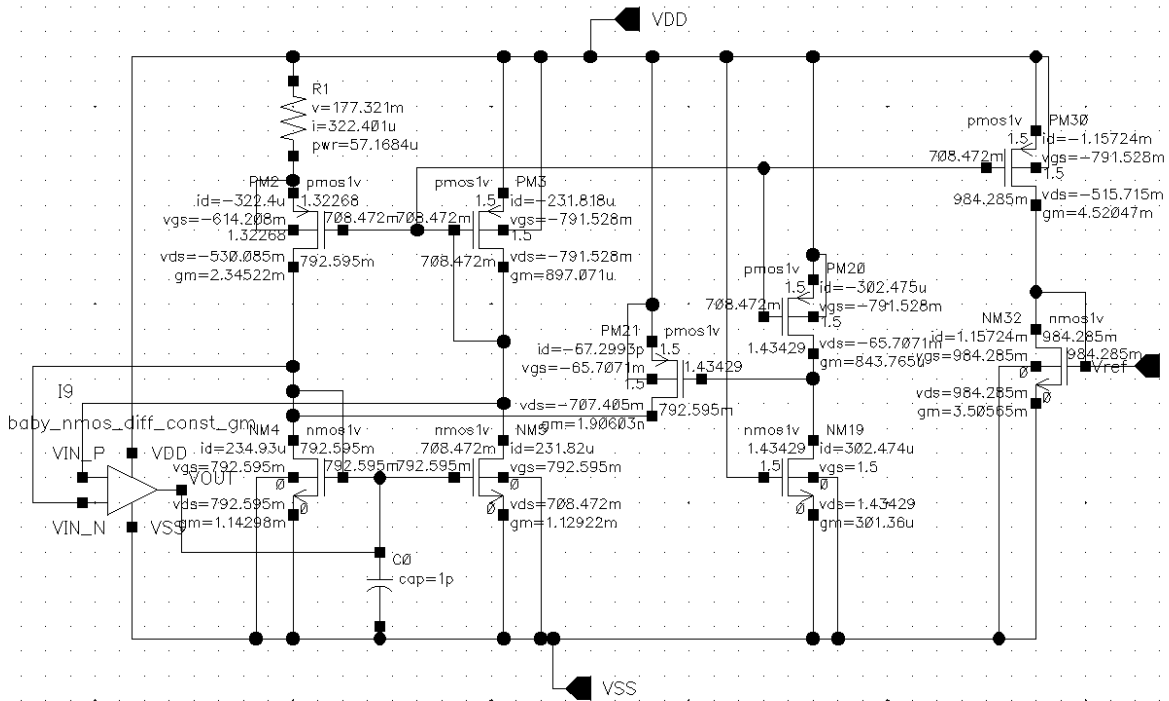 VDD
R1
v=177.321m
i=322.401u
pwr=57.1684u
PM2
pmos1v
id=-322.4u
1.32268
vgs=-614.208m
708.472m
1.32268
vds=-530.085m
792.595m
gm=2.34522m
pmos1v
PM3
1.5
id=-231.818u
708.472m
vgs=-791.528m
1.5
708.472m
vds=-791.528m
gm=897.071u
pmos1v
PM30
1.5
id=-1.15724m
708.472m
vgs=-791.528m
1.5
984.285m
vds=-515.715m
gm=4.52047m
pmos1v
PM20
1.5
id=-302.475u
708.472m
vgs=-791.528m
1.5
1.43429
vds=-65.7071m
gm=843.765u
PM21
pmos1v
id=-67.2993p
1.5
vgs=-65.7071m
1.43429
1.5
vds=-707.405m
792.595m
gm=1.90603n
NM32
nmos1v
id=1.15724m
984.285m
vgs=984.285m
984.285m
0
Vref
vds=984.285m
0
gm=3.50565m
I9
baby_nmos_diff_const_gm
VIN_P
VDD
VOUT
VIN_N
VSS
NM4
nmos1v
id=234.93u
792.595m
vgs=792.595m
792.595m
0
vds=792.595m
0
gm=1.14298m
nmos1v
NM5
708.472m
id=231.82u
792.595m
vgs=792.595m
0
vds=708.472m
0
gm=1.12922m
nmos1v
NM19
1.43429
id=302.474u
1.5
vgs=1.5
0
vds=1.43429
0
gm=301.36u
C0
cap=1p
VSS